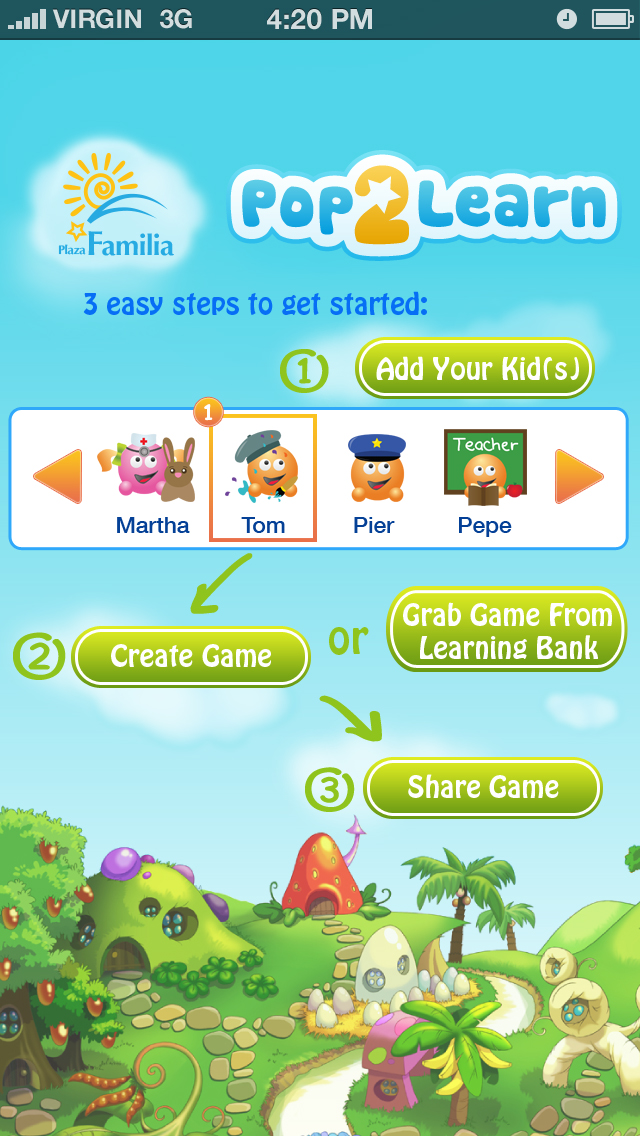 VIRGIN 3G 4:20 PM
Plaza Familia
Pop2Learn
3 easy steps to get started:
1 Add Your Kid(s)
1
Teacher
Martha Tom Pier Pepe
2 Create Game or Grab Game From
Learning Bank
3 Share Game